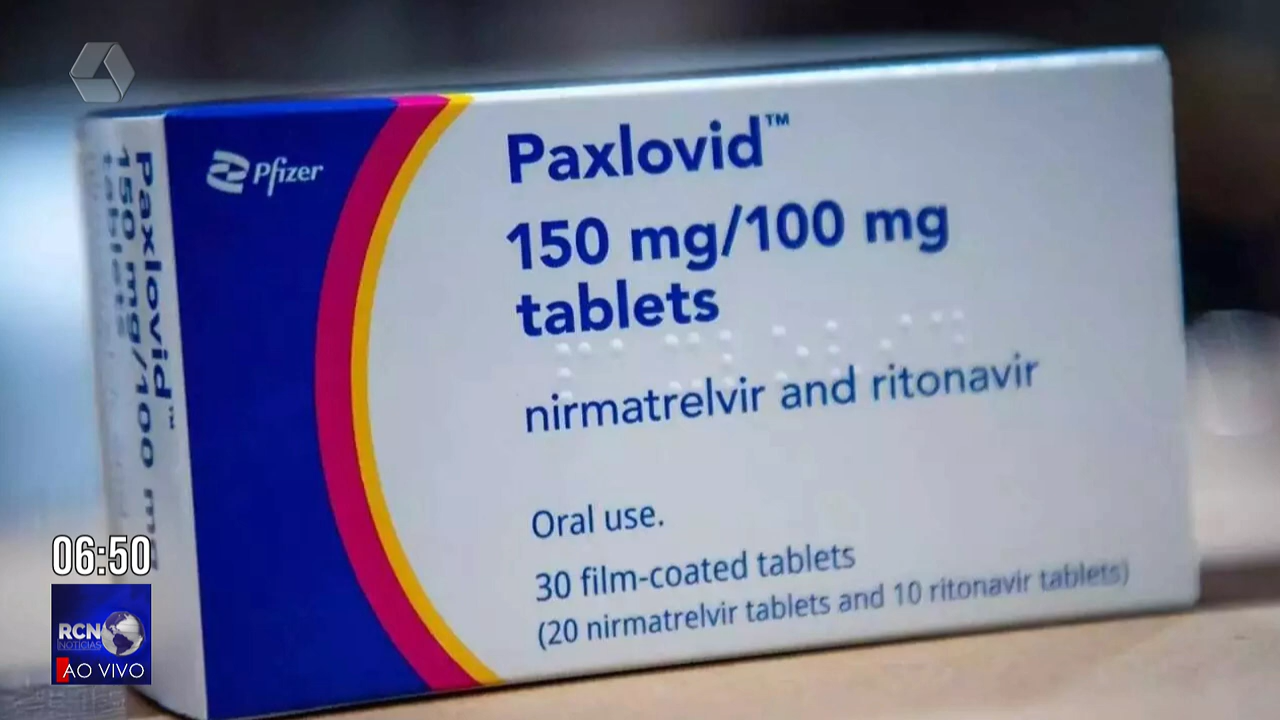 Pfizer
Paxlovid™
150 mg/100 mg
tablets
nirmatrelvir and ritonavir
Oral use.
30 film-coated tablets
(20 nirmatrelvir tablets and 10 ritonavir tablets)
Paxlovid™
150 mg/100 mg
tablets
06:50
RCN
NOTÍCIAS
AO VIVO